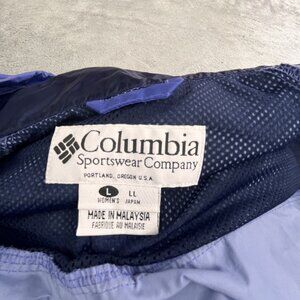 Columbia
Sportswear Company
PORTLAND, OREGON U.S.A.
L LL
WOMEN'S JAPAN
MADE IN MALAYSIA
FABRIQUE AU MALAISIE